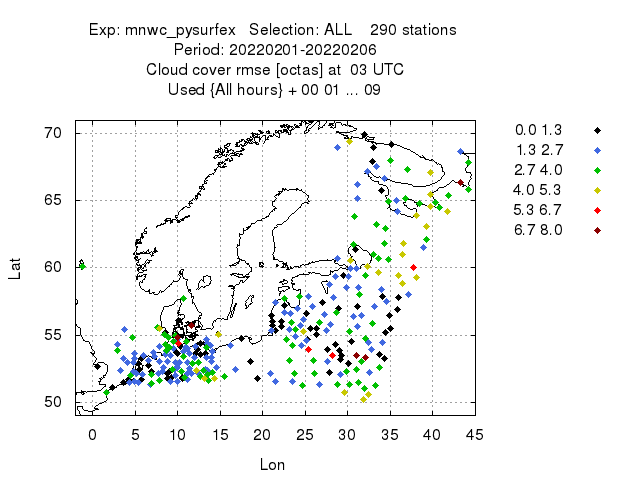 Exp: mnwc_pysurfex   Selection: ALL    290 stations
Period: 20220201-20220206
Cloud cover rmse [octas] at  03 UTC
Used {All hours} + 00 01 ... 09
0.0 1.3
1.3 2.7
2.7 4.0
4.0 5.3
5.3 6.7
6.7 8.0
70
65
60
55
50
Lat
0 5 10 15 20 25 30 35 40 45
Lon